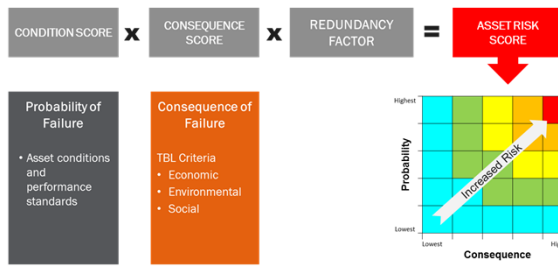 CONDITION SCORE
x
CONSEQUENCE
SCORE
x
REDUNDANCY
FACTOR
=
ASSET RISK
SCORE
Probability of
Failure
• Asset conditions
and
performance
standards
Consequence of
Failure
TBL Criteria
• Economic
• Environmental
• Social
Highest
Probability
Increased Risk
Lowest
Lowest
High
Consequence